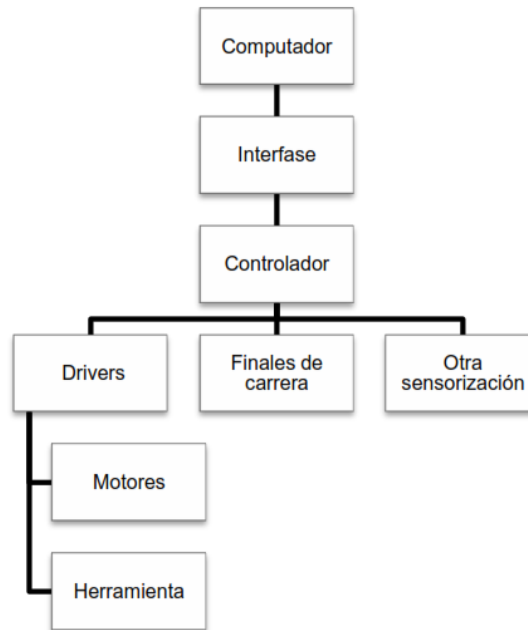 Computador
Interfase
Controlador
Drivers
Finales de
carrera
Otra
sensorización
Motores
Herramienta